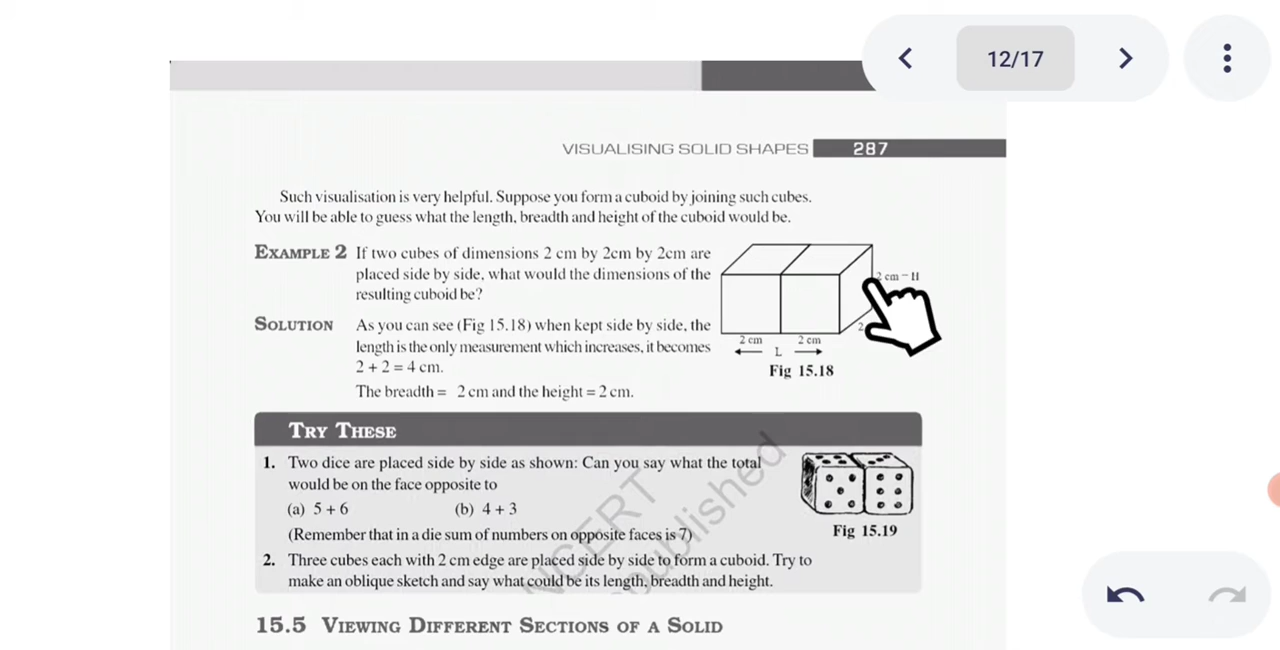 12/17
VISUALISING SOLID SHAPES 287
Such visualisation is very helpful. Suppose you form a cuboid by joining such cubes.
You will be able to guess what the length, breadth and height of the cuboid would be.
EXAMPLE 2 If two cubes of dimensions 2 cm by 2cm by 2cm are
placed side by side, what would the dimensions of the
resulting cuboid be?
SOLUTION As you can see (Fig 15.18) when kept side by side, the
length is the only measurement which increases, it becomes
2 + 2 = 4 cm.
The breadth = 2 cm and the height = 2 cm.
2 cm – H
2
2 cm 2 cm
L
Fig 15.18
TRY THESE
1. Two dice are placed side by side as shown: Can you say what the total
would be on the face opposite to
(a) 5 + 6 (b) 4 + 3
(Remember that in a die sum of numbers on opposite faces is 7)
Fig 15.19
2. Three cubes each with 2 cm edge are placed side by side to form a cuboid. Try to
make an oblique sketch and say what could be its length, breadth and height.
NCERT
15.5 VIEWING DIFFERENT SECTIONS OF A SOLID